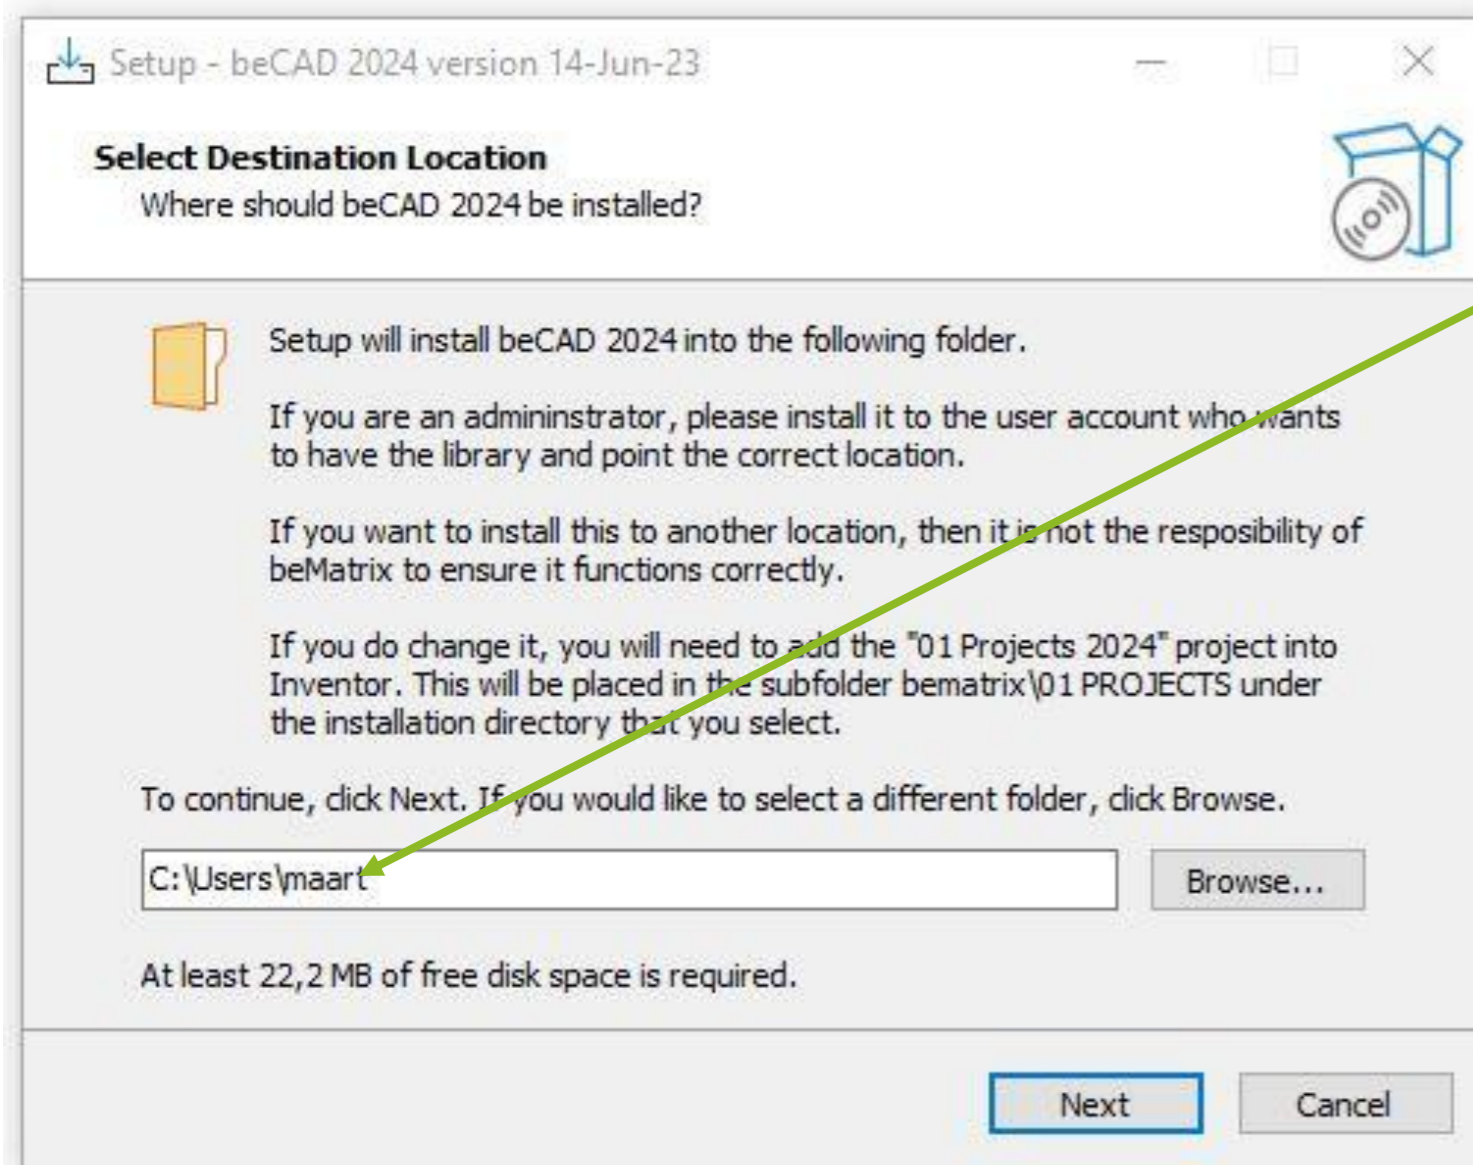 Setup - beCAD 2024 version 14-Jun-23
Select Destination Location
Where should beCAD 2024 be installed?
Setup will install beCAD 2024 into the following folder.
If you are an admininstrator, please install it to the user account who wants
to have the library and point the correct location.
If you want to install this to another location, then it is not the resposibility of
beMatrix to ensure it functions correctly.
If you do change it, you will need to add the "01 Projects 2024" project into
Inventor. This will be placed in the subfolder bematrix\01 PROJECTS under
the installation directory that you select.
To continue, click Next. If you would like to select a different folder, click Browse.
C:\Users\maart
Browse...
At least 22,2 MB of free disk space is required.
Next
Cancel